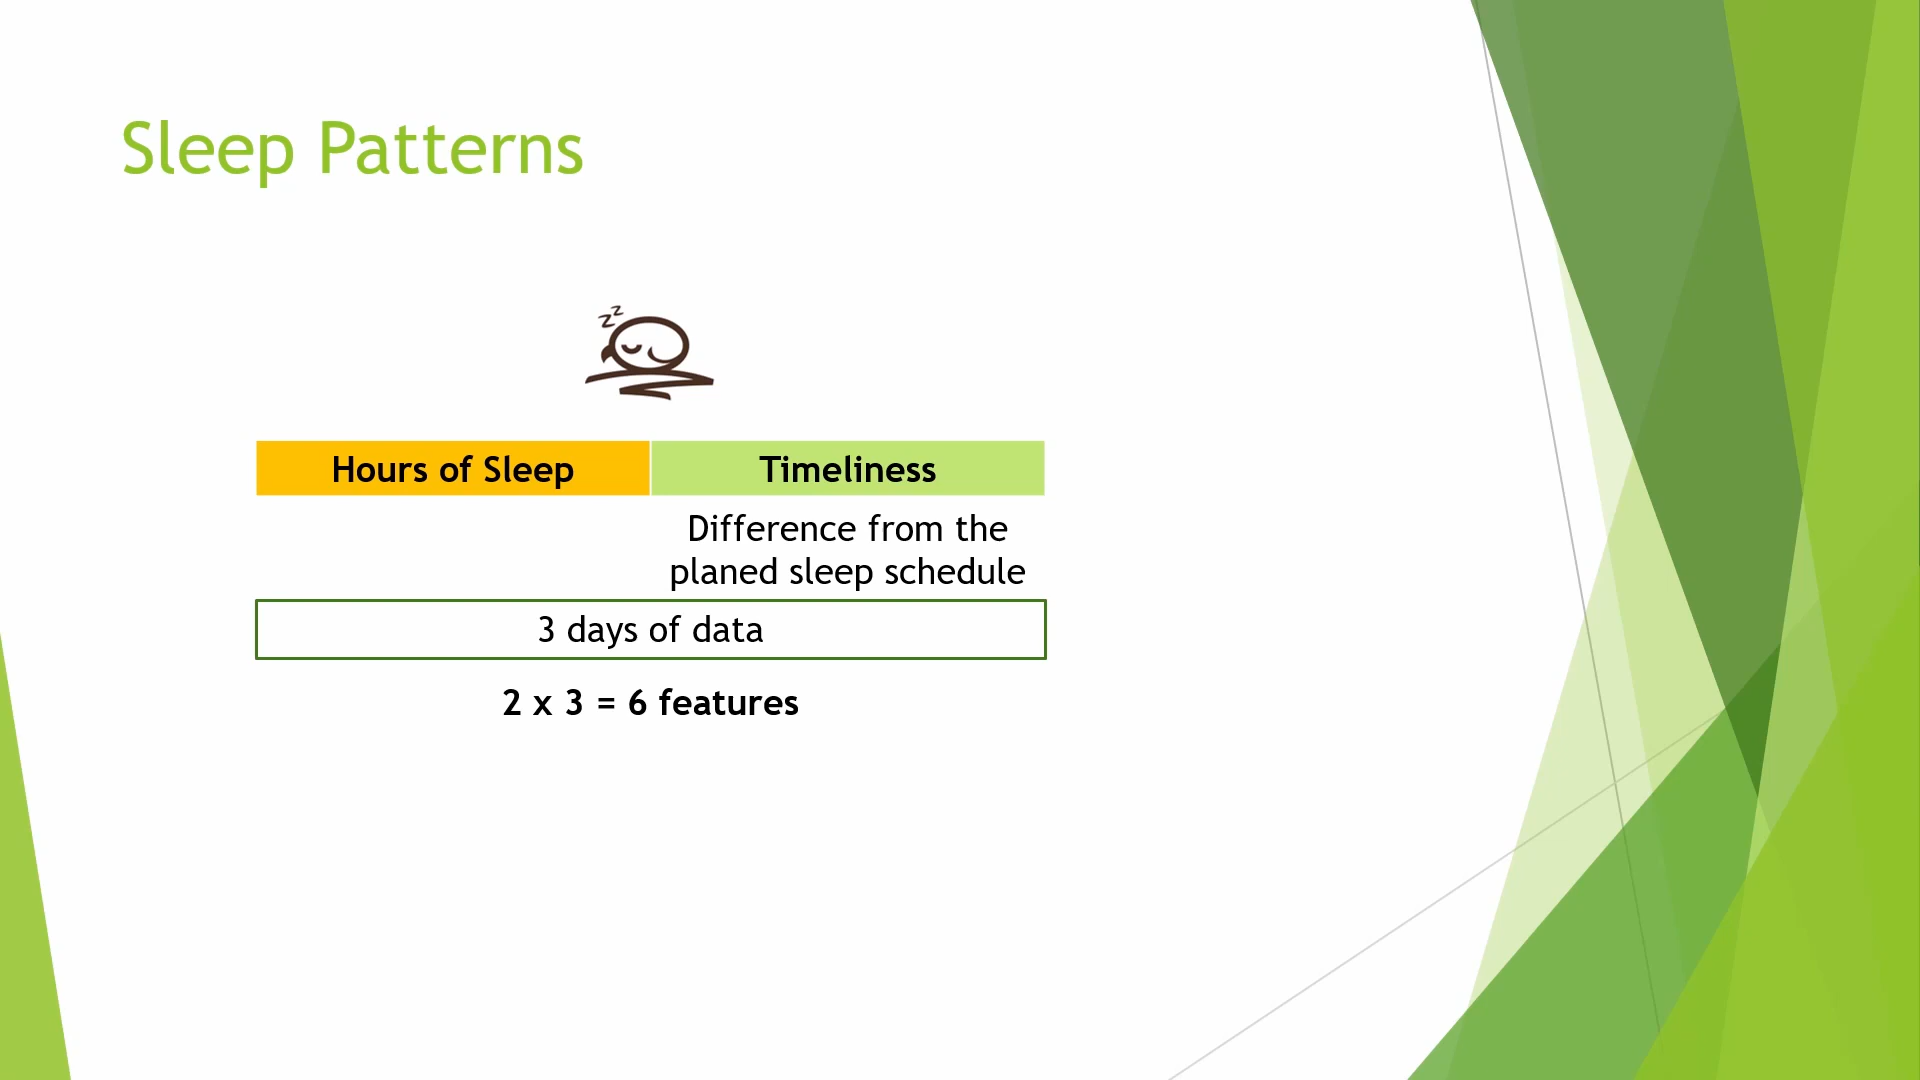 Sleep Patterns
zz
Hours of Sleep
Timeliness
Difference from the
planed sleep schedule
3 days of data
2 x 3 = 6 features